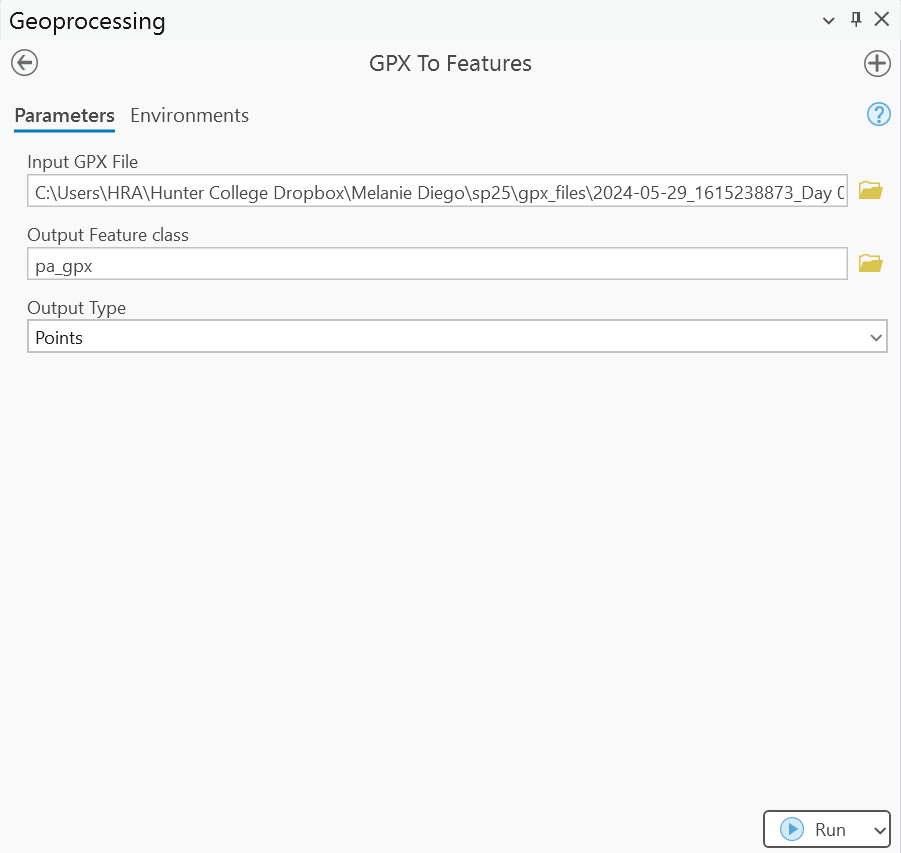 Geoprocessing
GPX To Features
Parameters Environments
Input GPX File
C:\Users\HRA\Hunter College Dropbox\Melanie Diego\sp25\gpx_files\2024-05-29_1615238873_Day
Output Feature class
pa_gpx
Output Type
Points
Run